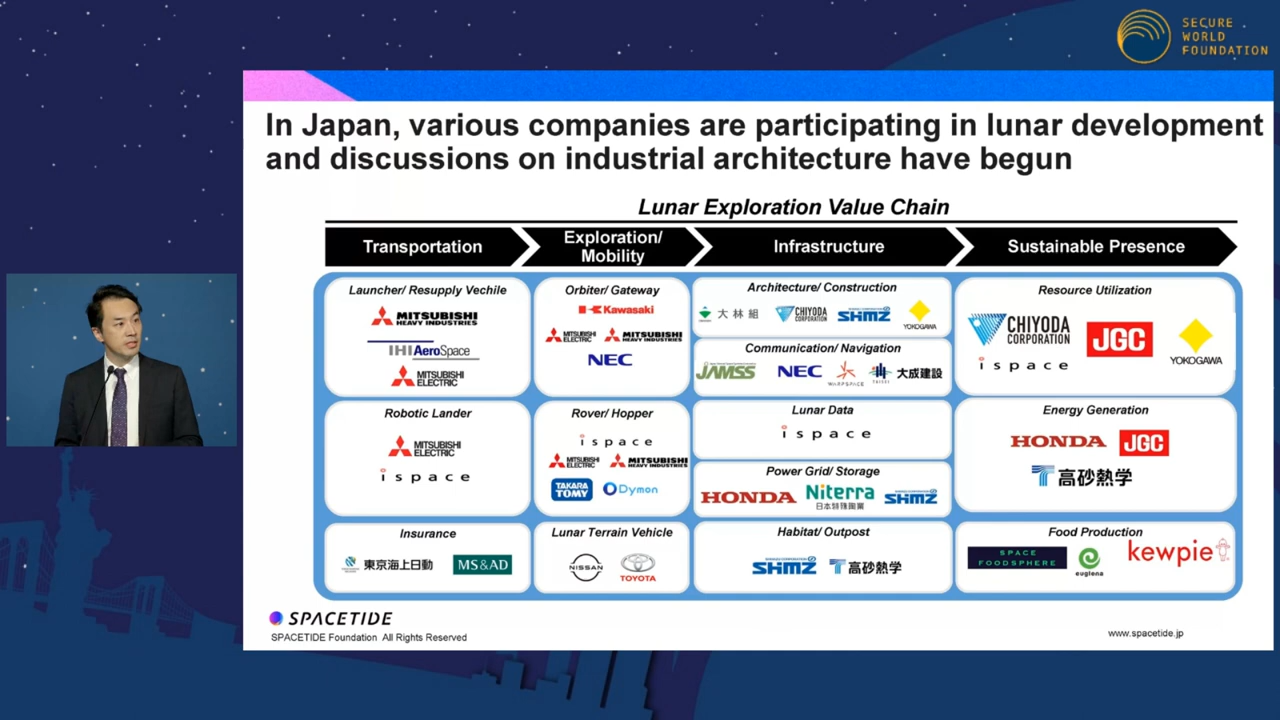 SECURE
WORLD
FOUNDATION
In Japan, various companies are participating in lunar development
and discussions on industrial architecture have begun
Lunar Exploration Value Chain
Transportation
Exploration/
Mobility
Infrastructure
Sustainable Presence
Launcher/ Resupply Vechile
MITSUBISHI
HEAVY INDUSTRIES
IHI AeroSpace
MITSUBISHI
ELECTRIC
Orbiter/ Gateway
Kawasaki
MITSUBISHI
ELECTRIC
MITSUBISHI
HEAVY INDUSTRIES
NEC
Architecture/ Construction
大林組
CHIYODA
CORPORATION
SHMZ
YOKOGAWA
Communication/ Navigation
JAMSS
NEC
WARPSPACE
TAISEI
大成建設
Resource Utilization
CHIYODA
CORPORATION
ispace
JGC
YOKOGAWA
Robotic Lander
MITSUBISHI
ELECTRIC
ispace
Rover/ Hopper
ispace
MITSUBISHI
ELECTRIC
MITSUBISHI
HEAVY INDUSTRIES
TAKARA
TOMY
Dymon
Lunar Data
ispace
Power Grid/ Storage
HONDA
Niterra
日本特殊陶業
SHMZ
Energy Generation
HONDA
JGC
高砂熱学
Insurance
東京海上日動
MS&AD
Lunar Terrain Vehicle
NISSAN
TOYOTA
Habitat/ Outpost
SHMZ
高砂熱学
Food Production
SPACE
FOODSPHERE
euglena
kewpie
SPACETIDE
SPACETIDE Foundation All Rights Reserved
www.spacetide.jp